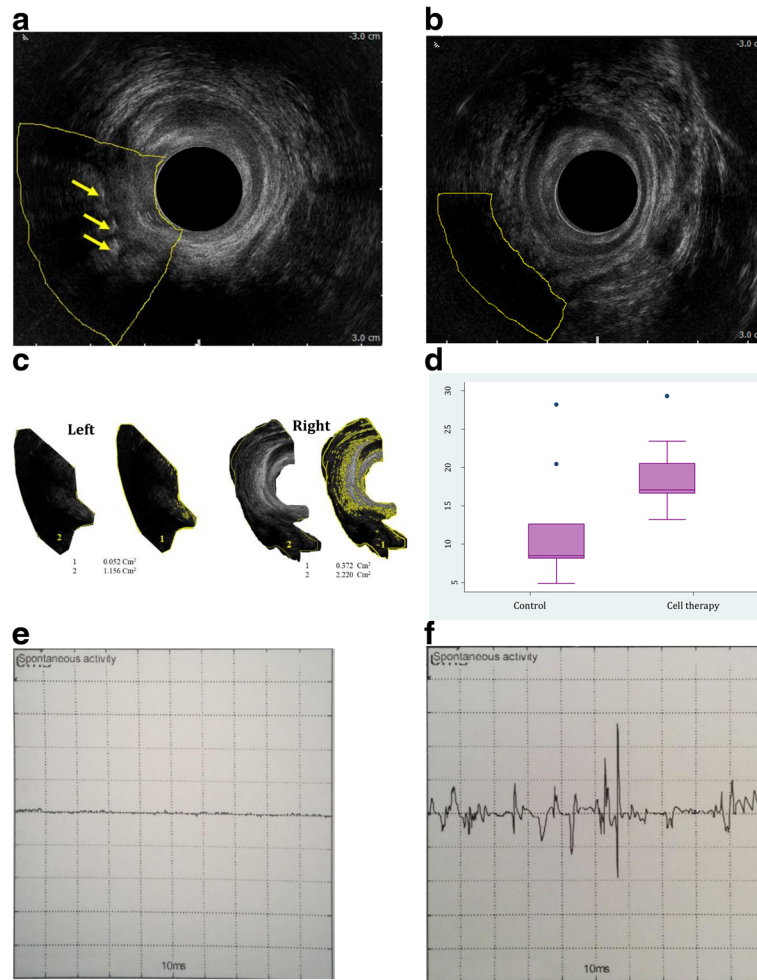 a
-3.0 cm
3.0 cm
b
-3.0 cm
3.0 cm
c
Left
2
1
1 0.052 Cm²
2 1.156 Cm²
Right
2
1
1 0.372 Cm²
2 2.220 Cm²
d
30
25
20
15
10
5
Control
Cell therapy
e
Spontaneous activity
10ms
f
Spontaneous activity
10ms